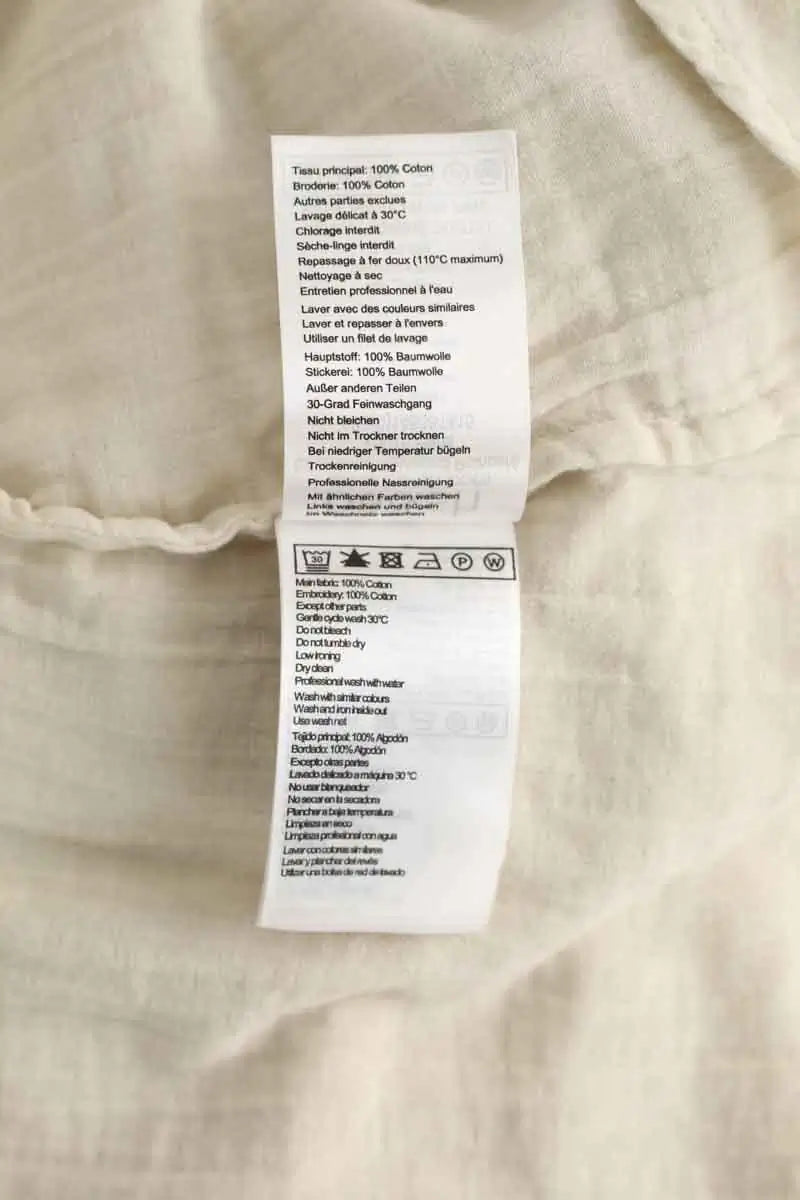 Tissu principal: 100% Coton
Broderie: 100% Coton
Autres parties exclues
Lavage délicat à 30°C
Chlorage interdit
Sèche-linge interdit
Repassage à fer doux (110°C maximum)
Nettoyage à sec
Entretien professionnel à l'eau
Laver avec des couleurs similaires
Laver et repasser à l'envers
Utiliser un filet de lavage
Hauptstoff: 100% Baumwolle
Stickerei: 100% Baumwolle
Außer anderen Teilen
30-Grad Feinwaschgang
Nicht bleichen
Nicht im Trockner trocknen
Bei niedriger Temperatur bügeln
Trockenreinigung
Professionelle Nassreinigung
Mit ähnlichen Farben waschen
Links waschen und bügeln
Im Waschnetz waschen
30 P W
Main fabric: 100% Cotton
Embroidery: 100% Cotton
Except other parts
Gentle cycle wash 30°C
Do not bleach
Do not tumble dry
Low ironing
Dry clean
Professional wash with water
Wash with similar colours
Wash and iron inside out
Use wash net
Tejido principal: 100% Algodón
Bordado: 100% Algodón
Excepto otras partes
Lavado delicado a máquina 30 °C
No usar blanqueador
No secar en la secadora
Planchar a baja temperatura
Limpieza en seco
Limpieza profesional con agua
Lavar con colores similares
Lavar y planchar del revés
Utilizar una bolsa de red de lavado